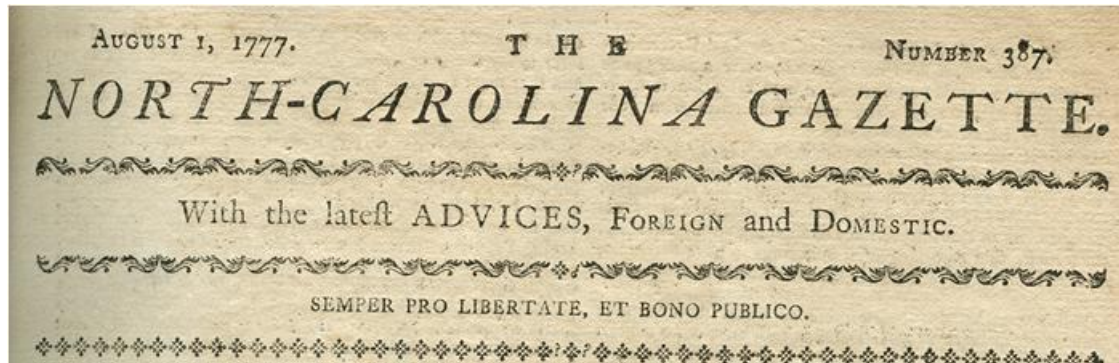 AUGUST 1, 1777. THE NUMBER 387.
NORTH-CAROLINA GAZETTE.
With the lateſt ADVICES, FOREIGN and DOMESTIC.
SEMPER PRO LIBERTATE, ET BONO PUBLICO.